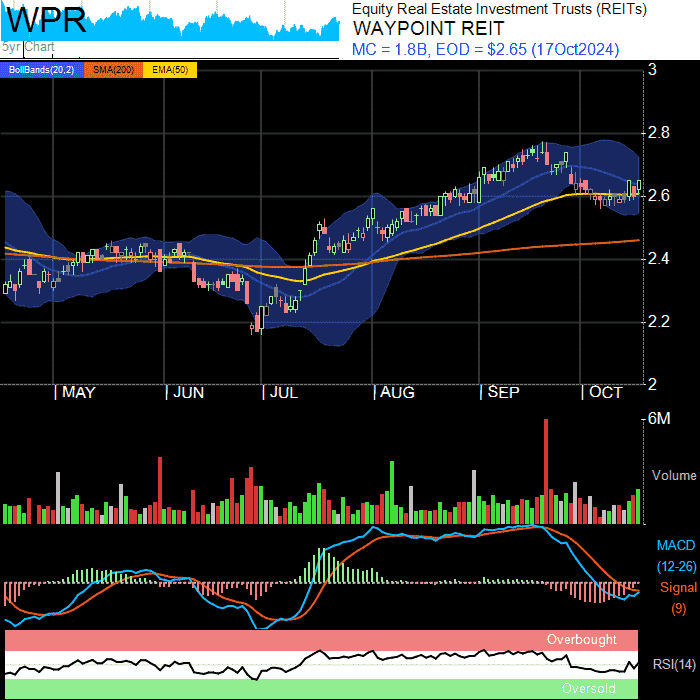 WPR
5yr Chart
Equity Real Estate Investment Trusts (REITs)
WAYPOINT REIT
MC = 1.8B, EOD = $2.65 (17Oct2024)
BollBands(20,2) SMA(200) EMA(50)
3
2.8
2.6
2.4
2.2
2
MAY JUN JUL AUG SEP OCT
6M
Volume
MACD
(12-26)
Signal
(9)
Overbought
RSI(14)
Oversold